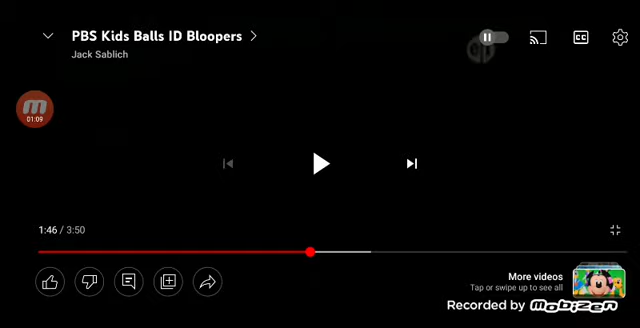 PBS Kids Balls ID Bloopers
Jack Sablich
CC
01:09
1:46 / 3:50
More videos
Tap or swipe up to see all
Recorded by Mobizen